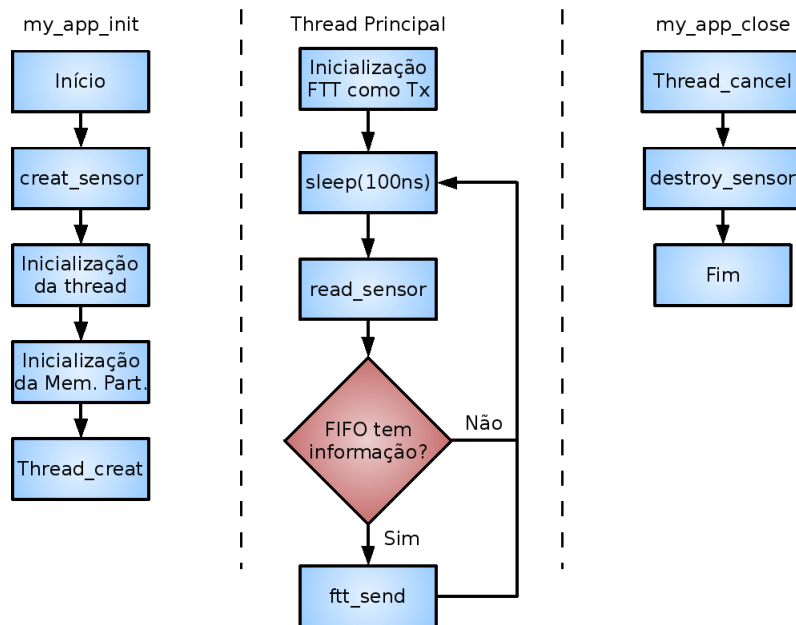 my_app_init
Início
creat_sensor
Inicialização
da thread
Inicialização
da Mem. Part.
Thread_creat
Thread Principal
Inicialização
FTT como Tx
sleep(100ns)
read_sensor
FIFO tem
informação?
Não
Sim
ftt_send
my_app_close
Thread_cancel
destroy_sensor
Fim